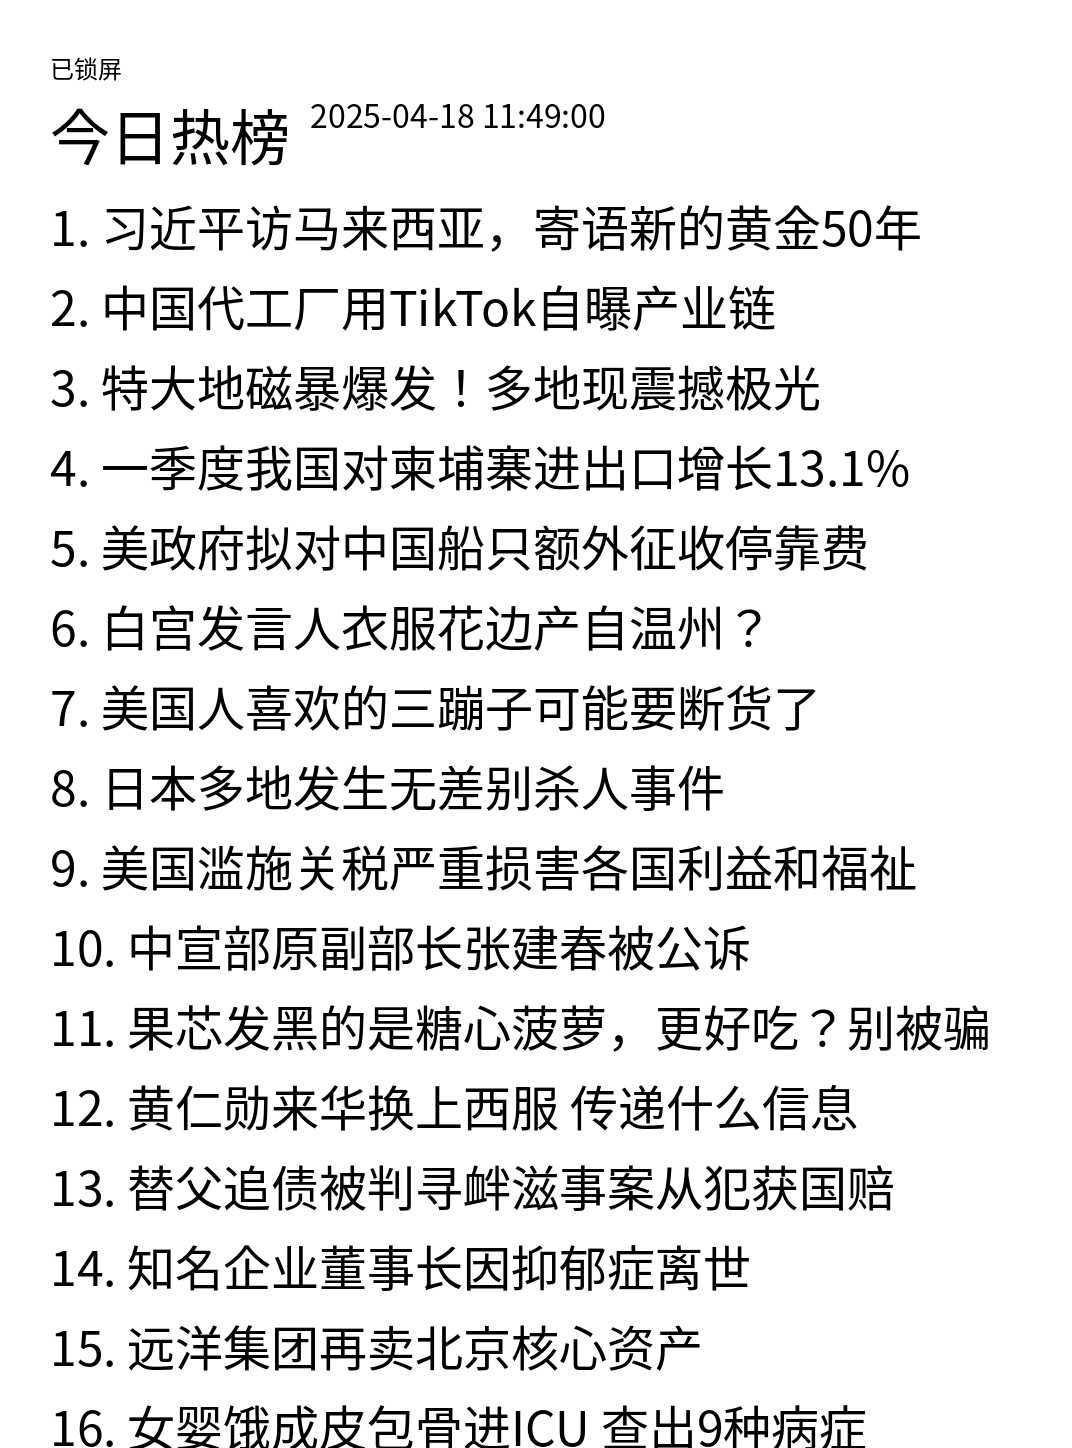 已锁屏
今日热榜 2025-04-18 11:49:00
1. 习近平访马来西亚，寄语新的黄金50年
2. 中国代工厂用TikTok自曝产业链
3. 特大地磁暴爆发！多地现震撼极光
4. 一季度我国对柬埔寨进出口增长13.1%
5. 美政府拟对中国船只额外征收停靠费
6. 白宫发言人衣服花边产自温州？
7. 美国人喜欢的三蹦子可能要断货了
8. 日本多地发生无差别杀人事件
9. 美国滥施关税严重损害各国利益和福祉
10. 中宣部原副部长张建春被公诉
11. 果芯发黑的是糖心菠萝，更好吃？别被骗
12. 黄仁勋来华换上西服 传递什么信息
13. 替父追债被判寻衅滋事案从犯获国赔
14. 知名企业董事长因抑郁症离世
15. 远洋集团再卖北京核心资产
16. 女婴饿成皮包骨进ICU 查出9种病症